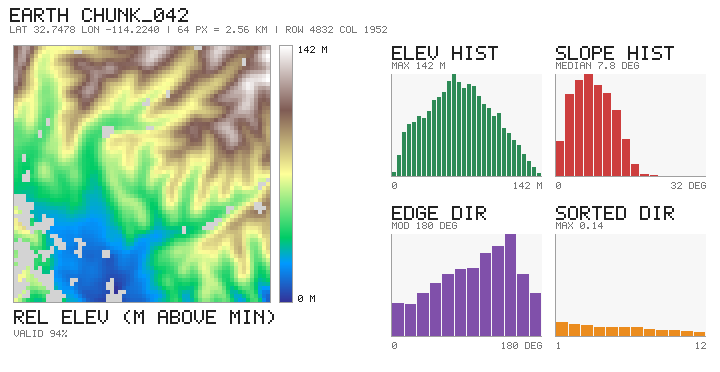 EARTH CHUNK_042
LAT 32.7478 LON -114.2240 | 64 PX = 2.56 KM | ROW 4832 COL 1952
142 M
0 M
REL ELEV (M ABOVE MIN)
VALID 94%
ELEV HIST
MAX 142 M
0 142 M
SLOPE HIST
MEDIAN 7.8 DEG
0 32 DEG
EDGE DIR
MOD 180 DEG
0 180 DEG
SORTED DIR
MAX 0.14
1 12